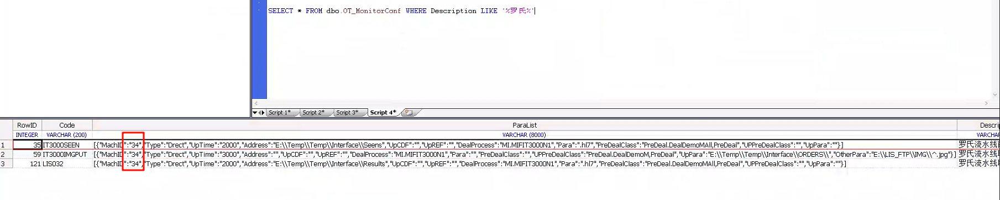 SELECT * FROM dbo.OT_MonitorConf WHERE Description LIKE '%罗氏%'
Script 1* Script 2* Script 3* Script 4*
RowID Code ParaList
INTEGER VARCHAR (200) VARCHAR (8000)
1 35 IT3000SEEN [{"MachID":"34","Type":"Drect","UpTime":"2000","Address":"E:\\Temp\\Temp\\Interface\\Seens","UpCDF":"","UpREF":"","DealProcess":"MI.MIFIT3000N1","Para":".hl7","PreDealClass":"PreDeal.DealDemoMAll,PreDeal","UPPreDealClass":"","UpPara":""}] 罗氏流水线
2 59 IT3000IMGPUT [{"MachID":"34","Type":"Drect","UpTime":"3000","Address":"","UpCDF":"","UpREF":"","DealProcess":"MI.MIFIT3000N1","Para":"","PreDealClass":"","UPPreDealClass":"PreDeal.DealDemoM,PreDeal","UpPara":"E:\\Temp\\Temp\\Interface\\ORDERS\\","OtherPara":"E:\\LIS_FTP\\IMG\\^.jpg"}] 罗氏流水线
3 121 LIS032 [{"MachID":"34","Type":"Drect","UpTime":"2000","Address":"E:\\Temp\\Temp\\Interface\\Results","UpCDF":"","UpREF":"","DealProcess":"MI.MIFIT3000N1","Para":".hl7","PreDealClass":"PreDeal.DealDemoMAll,PreDeal","UPPreDealClass":"","UpPara":""}] 罗氏流水线